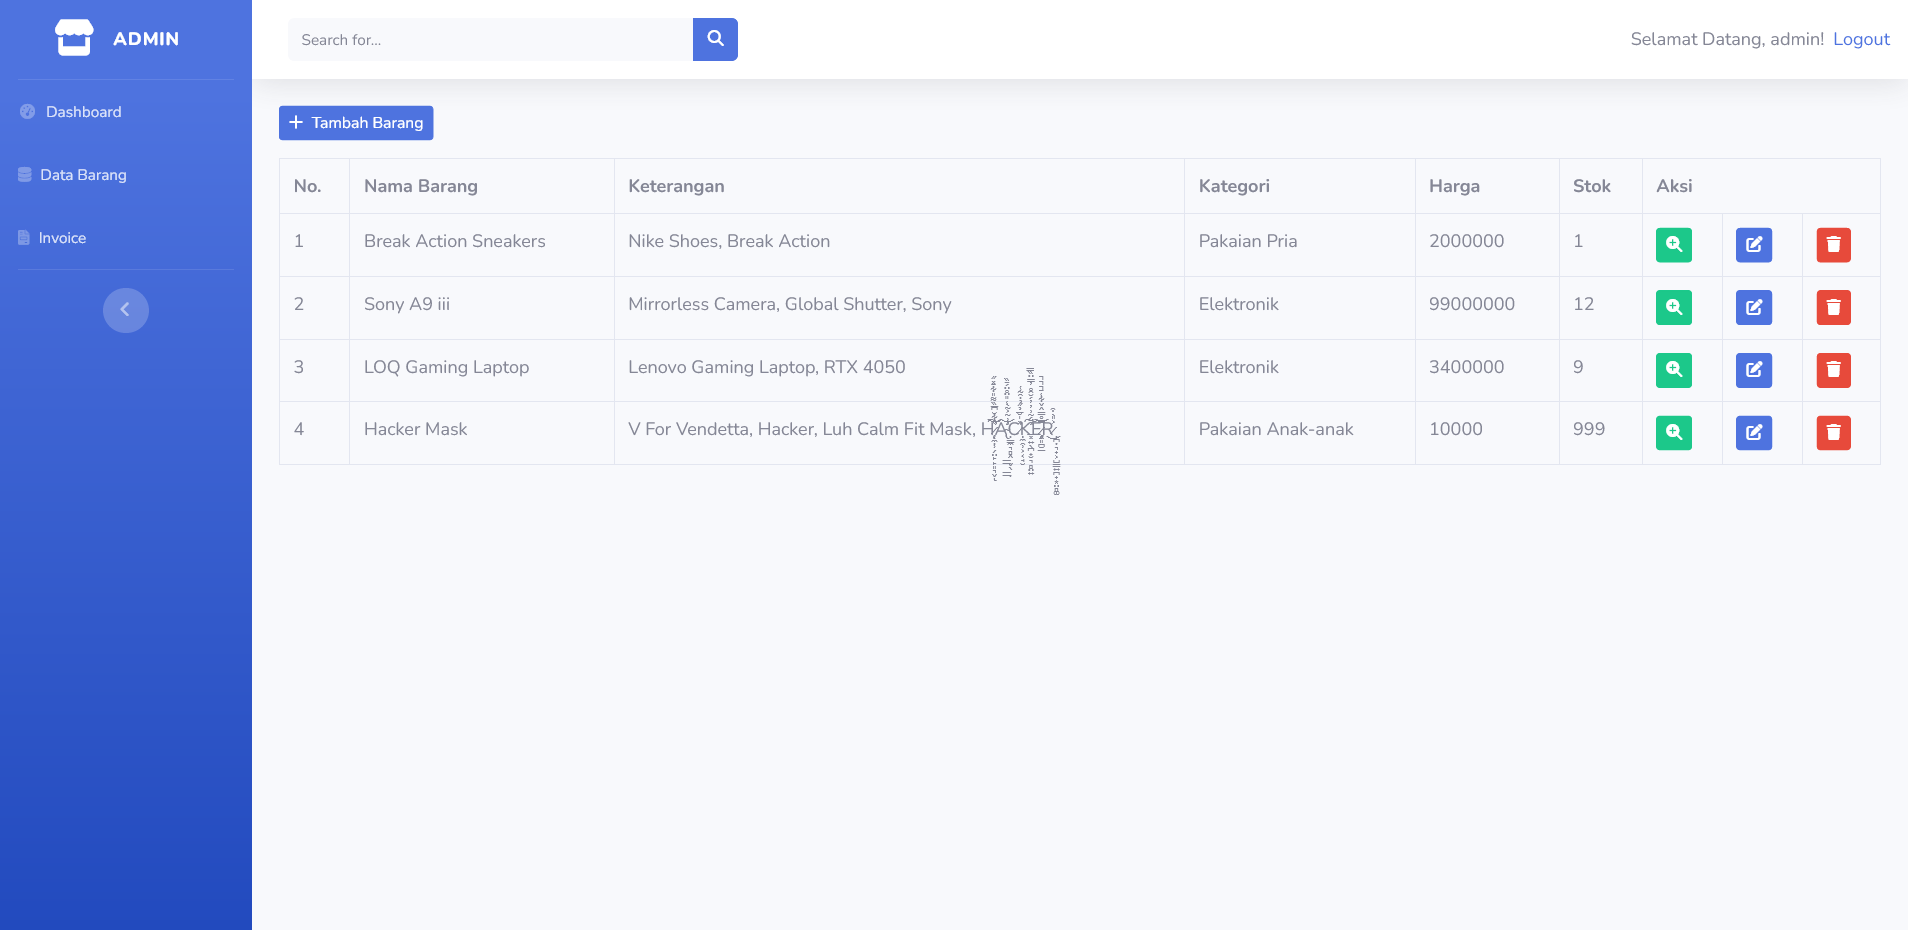 ADMIN
Search for...
Selamat Datang, admin! Logout
Dashboard
Data Barang
Invoice
Tambah Barang
No. Nama Barang Keterangan Kategori Harga Stok Aksi
1 Break Action Sneakers Nike Shoes, Break Action Pakaian Pria 2000000 1
2 Sony A9 iii Mirrorless Camera, Global Shutter, Sony Elektronik 99000000 12
3 LOQ Gaming Laptop Lenovo Gaming Laptop, RTX 4050 Elektronik 3400000 9
4 Hacker Mask V For Vendetta, Hacker, Luh Calm Fit Mask, HACKER Pakaian Anak-anak 10000 999